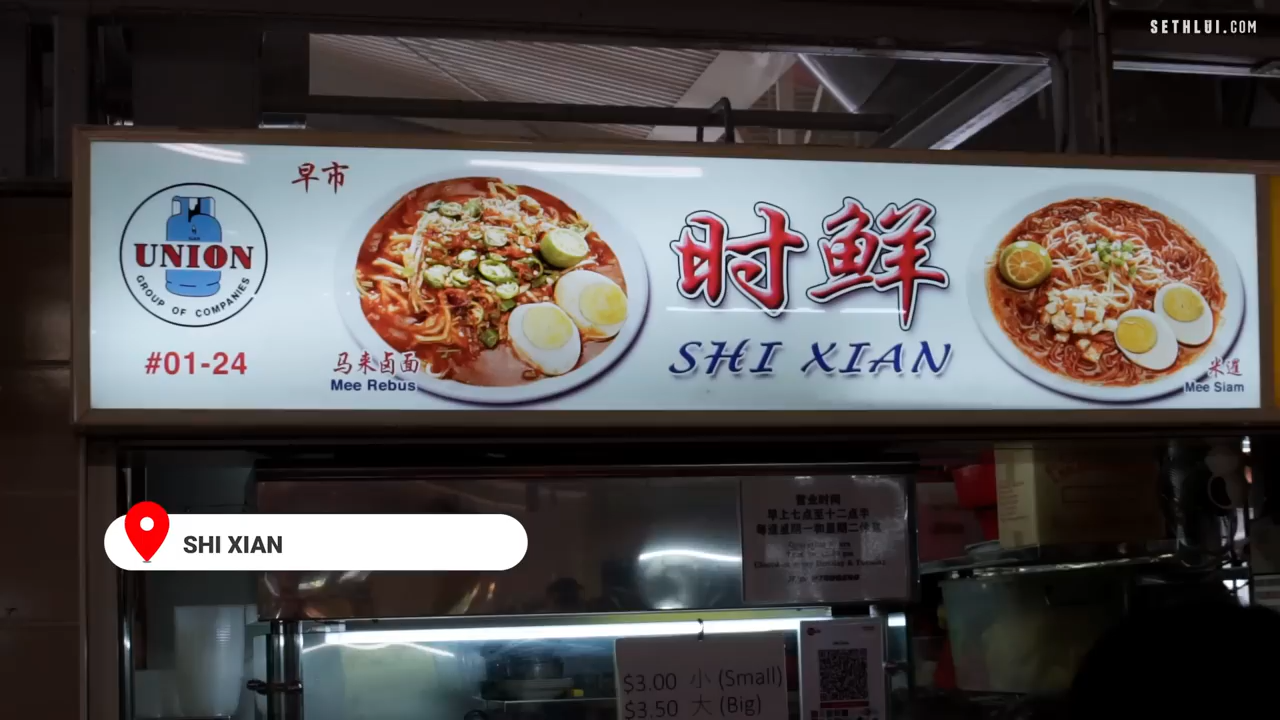 SETHLUI.COM
早市
UNION
GROUP OF COMPANIES
#01-24
马来卤面
Mee Rebus
时鲜
SHI XIAN
米暹
Mee Siam
营业时间
早上七点至十二点半
SHI XIAN
$3.00 小 (Small)
$3.50 大 (Big)